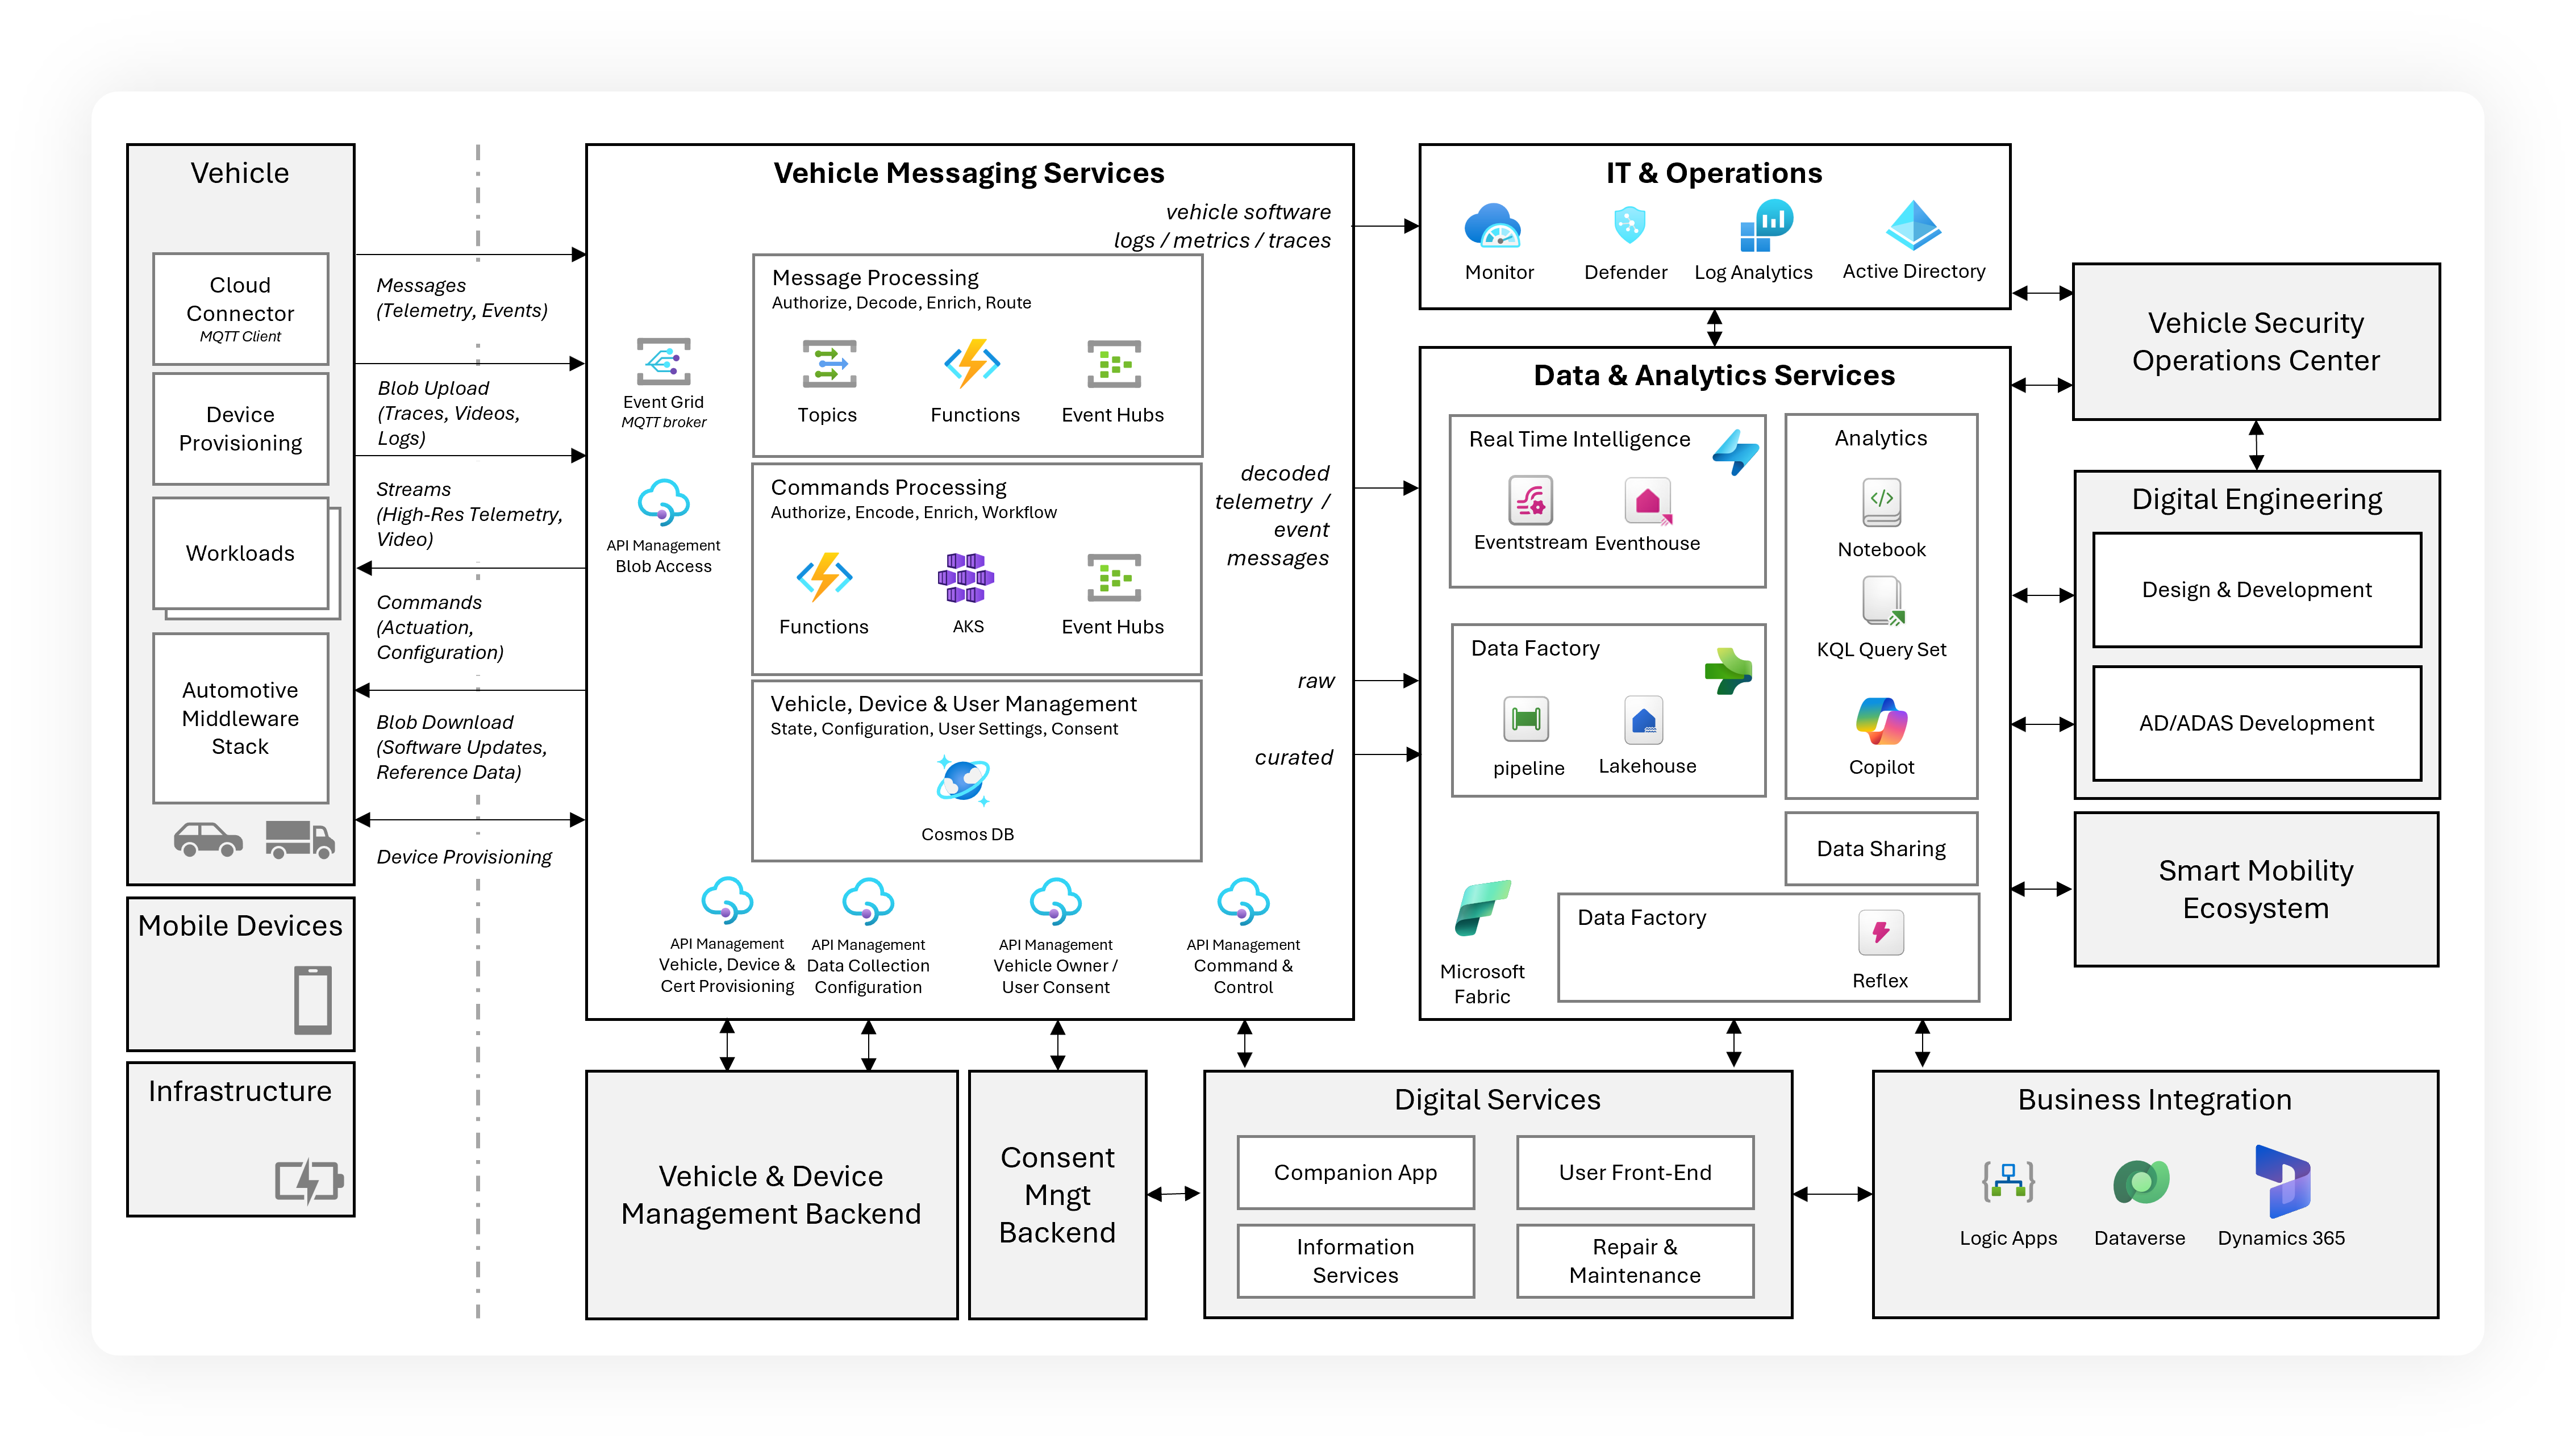 Vehicle
Cloud
Connector
MQTT Client
Device
Provisioning
Workloads
Automotive
Middleware
Stack
Mobile Devices
Infrastructure
Messages
(Telemetry, Events)
Blob Upload
(Traces, Videos,
Logs)
Streams
(High-Res Telemetry,
Video)
Commands
(Actuation,
Configuration)
Blob Download
(Software Updates,
Reference Data)
Device Provisioning
Vehicle Messaging Services
vehicle software
logs / metrics / traces
Event Grid
MQTT broker
API Management
Blob Access
Message Processing
Authorize, Decode, Enrich, Route
Topics
Functions
Event Hubs
Commands Processing
Authorize, Encode, Enrich, Workflow
Functions
AKS
Event Hubs
Vehicle, Device & User Management
State, Configuration, User Settings, Consent
Cosmos DB
decoded
telemetry /
event
messages
raw
curated
API Management
Vehicle, Device &
Cert Provisioning
API Management
Data Collection
Configuration
API Management
Vehicle Owner /
User Consent
API Management
Command &
Control
IT & Operations
Monitor
Defender
Log Analytics
Active Directory
Data & Analytics Services
Real Time Intelligence
Eventstream
Eventhouse
Data Factory
pipeline
Lakehouse
Analytics
Notebook
KQL Query Set
Copilot
Data Sharing
Microsoft
Fabric
Data Factory
Reflex
Vehicle Security
Operations Center
Digital Engineering
Design & Development
AD/ADAS Development
Smart Mobility
Ecosystem
Vehicle & Device
Management Backend
Consent
Mngt
Backend
Digital Services
Companion App
User Front-End
Information
Services
Repair &
Maintenance
Business Integration
Logic Apps
Dataverse
Dynamics 365